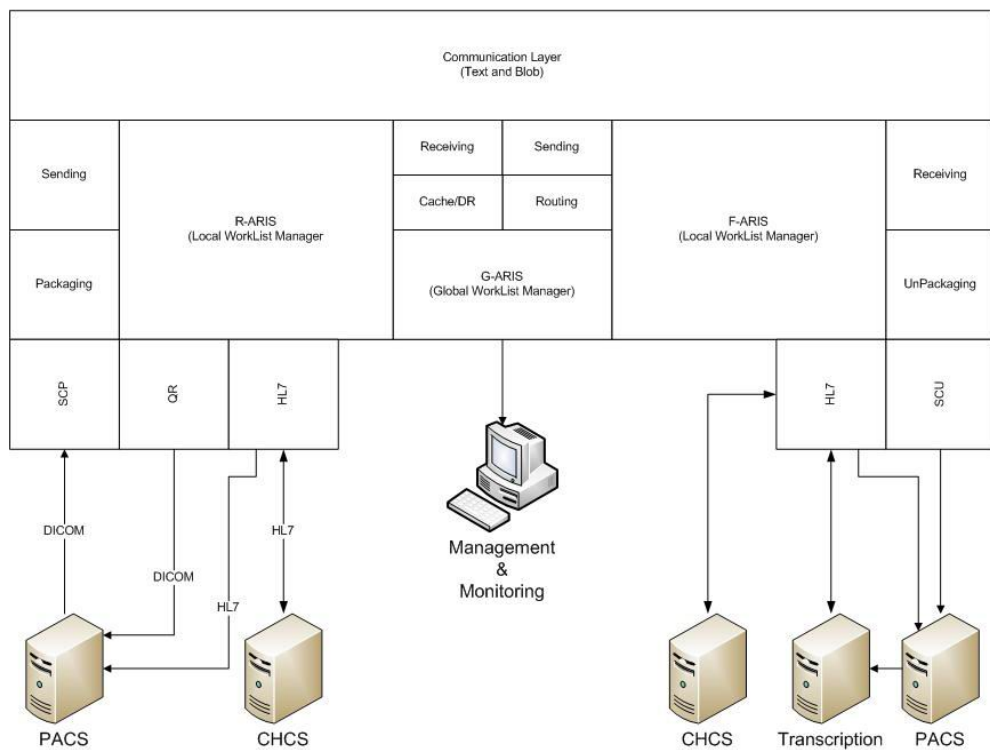 Communication Layer
(Text and Blob)
Sending
Receiving
Sending
Receiving
Cache/DR
Routing
R-ARIS
(Local WorkList Manager
F-ARIS
(Local WorkList Manager)
Packaging
G-ARIS
(Global WorkList Manager)
UnPackaging
SCP
QR
HL7
HL7
SCU
DICOM
HL7
DICOM
HL7
Management
&
Monitoring
PACS
CHCS
CHCS
Transcription
PACS